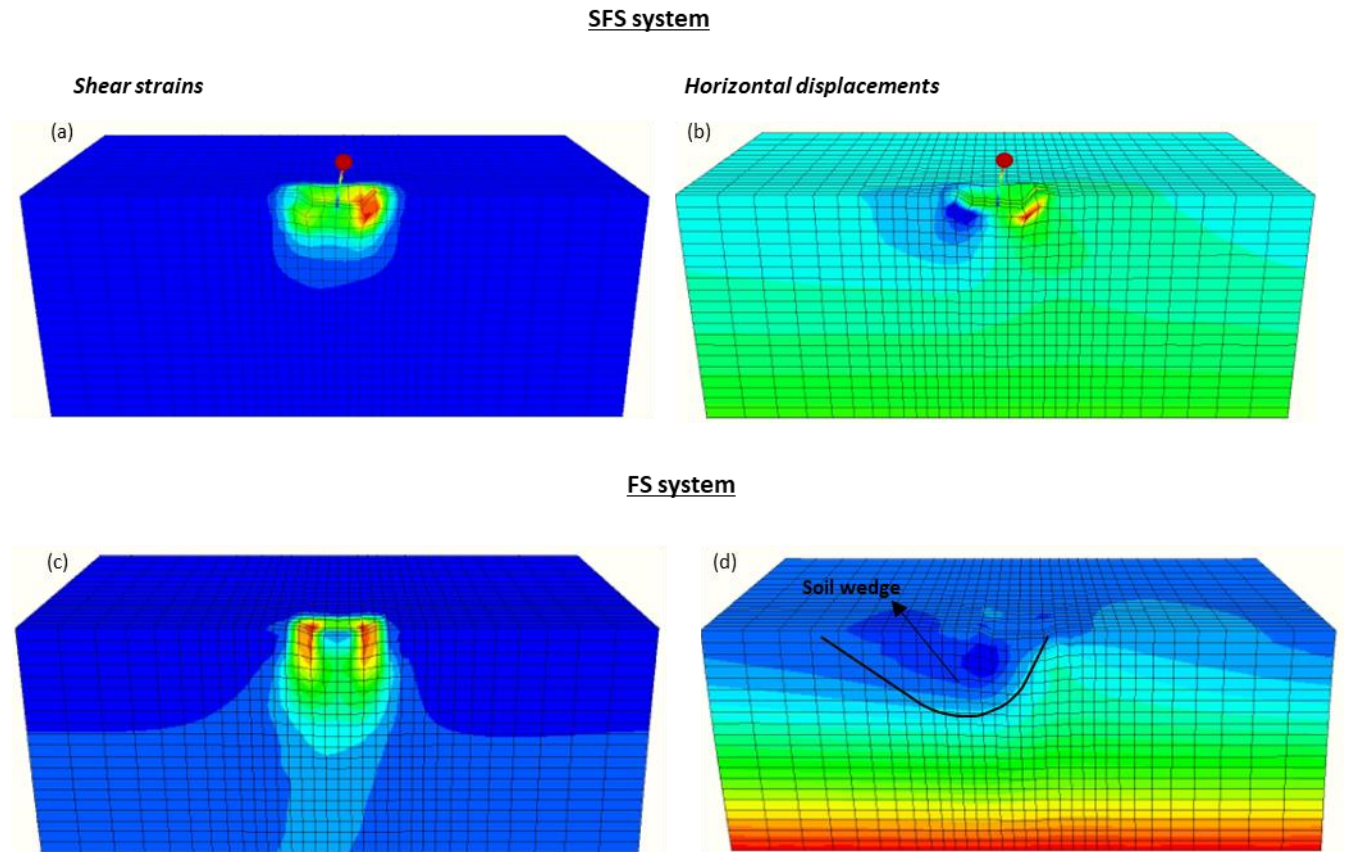 SFS system
Shear strains
Horizontal displacements
(a)
(b)
FS system
(c)
(d)
Soil wedge